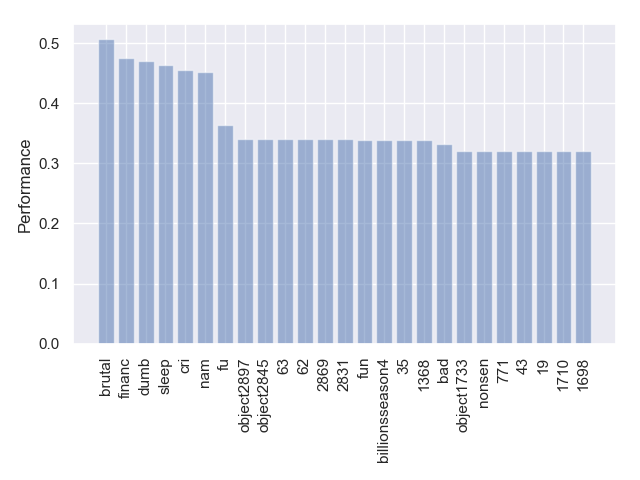 0.5
0.4
0.3
0.2
0.1
0.0
Performance
brutal
financ
dumb
sleep
cri
nam
fu
object2897
object2845
63
62
2869
2831
fun
billionsseason4
35
1368
bad
object1733
nonsen
771
43
19
1710
1698